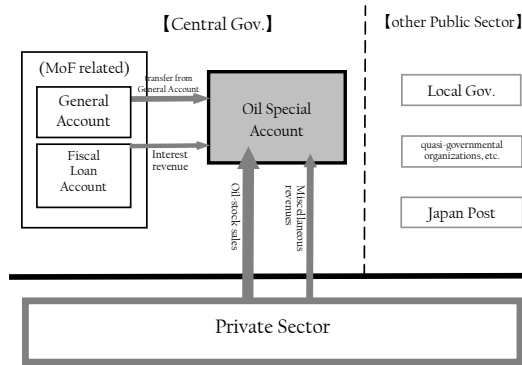 【Central Gov.】
【other Public Sector】
(MoF related)
General
Account
transfer from
General Account
Oil Special
Account
Local Gov.
Fiscal
Loan
Account
Interest
revenue
quasi-governmental
organizations, etc.
Oil-stock sales
Miscellaneous
revenues
Japan Post
Private Sector